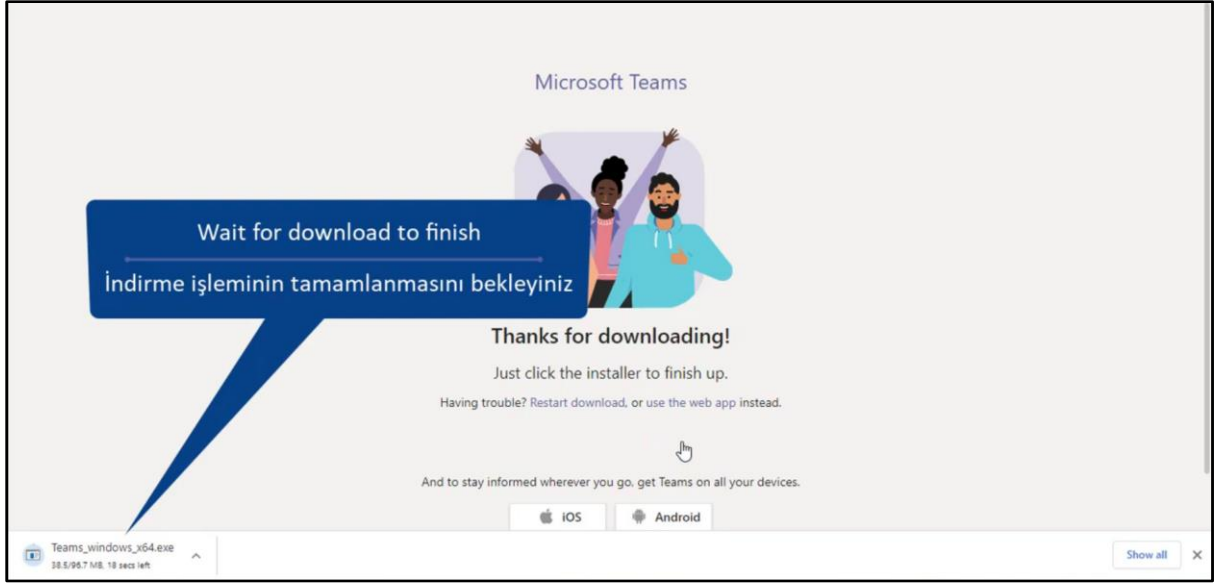 Microsoft Teams
Wait for download to finish
İndirme işleminin tamamlanmasını bekleyiniz
Thanks for downloading!
Just click the installer to finish up.
Having trouble? Restart download, or use the web app instead.
And to stay informed wherever you go, get Teams on all your devices.
iOS
Android
Teams_windows_x64.exe
38.5/96.7 MB, 18 secs left
Show all